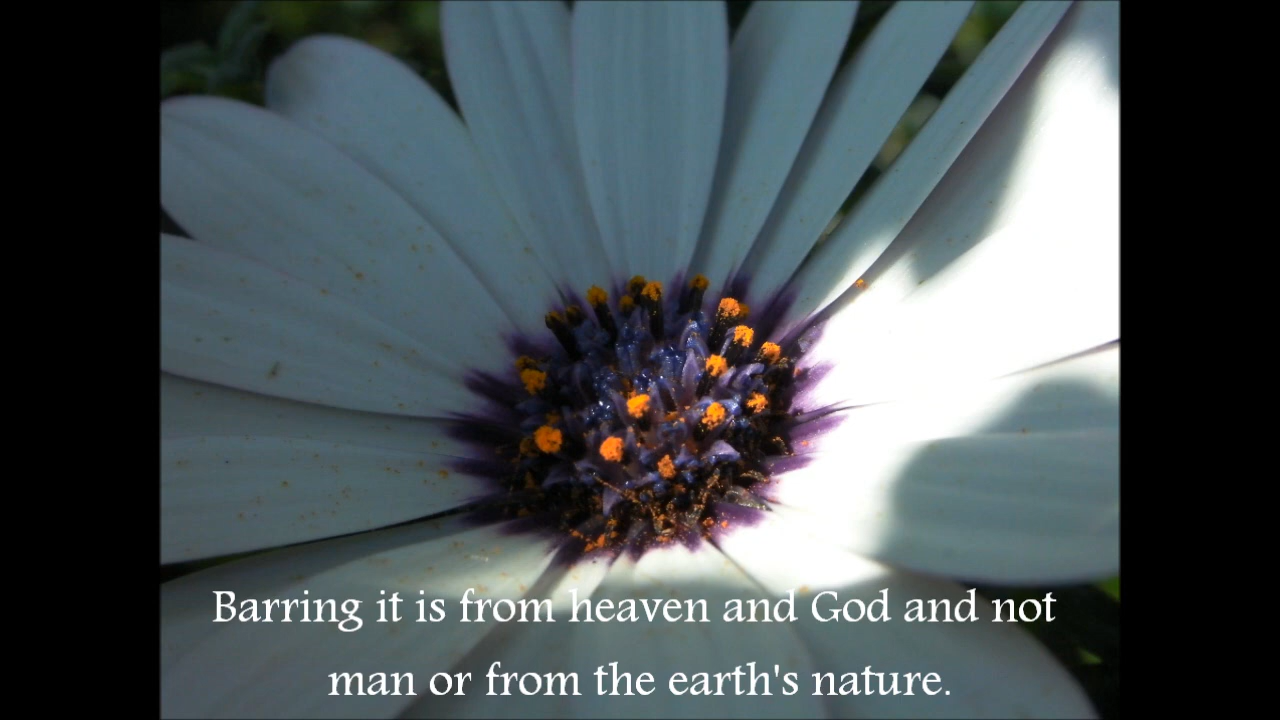 Barring it is from heaven and God and not
man or from the earth's nature.